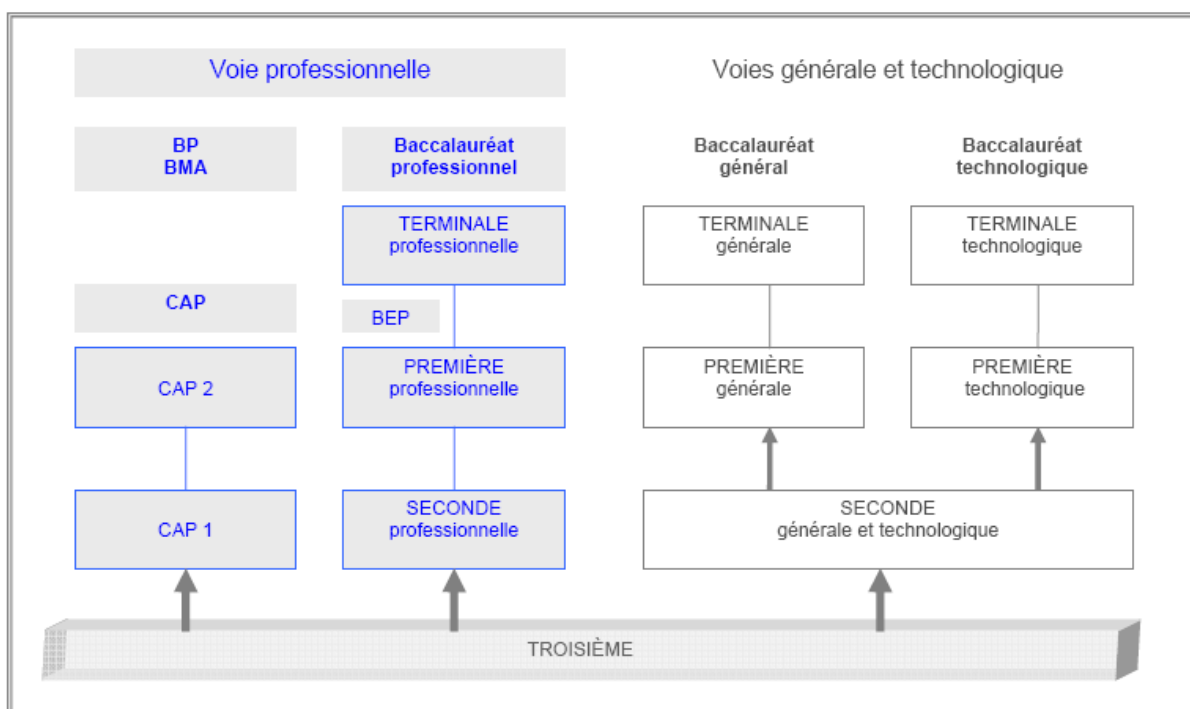 Voie professionnelle
Voies générale et technologique
BP
BMA
Baccalauréat
professionnel
Baccalauréat
général
Baccalauréat
technologique
TERMINALE
professionnelle
TERMINALE
générale
TERMINALE
technologique
CAP
BEP
CAP 2
PREMIÈRE
professionnelle
PREMIÈRE
générale
PREMIÈRE
technologique
CAP 1
SECONDE
professionnelle
SECONDE
générale et technologique
TROISIÈME